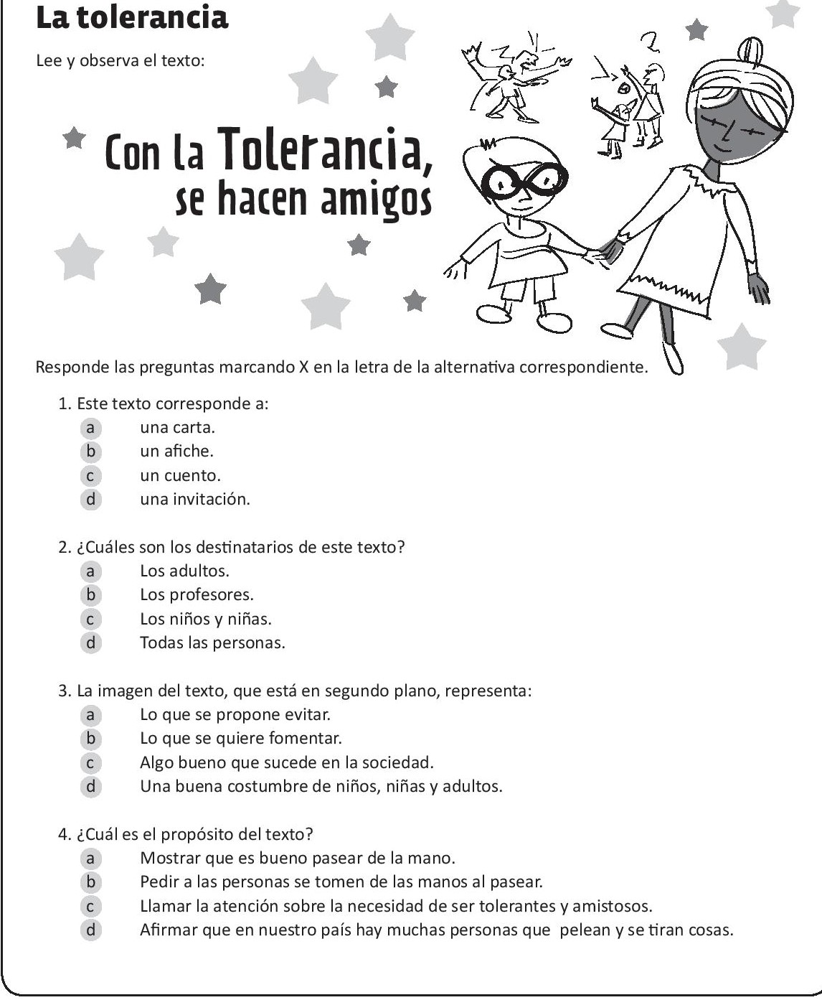 La tolerancia
Lee y observa el texto:
Con la Tolerancia,
se hacen amigos
Responde las preguntas marcando X en la letra de la alternativa correspondiente.
1. Este texto corresponde a:
a una carta.
b un afiche.
c un cuento.
d una invitación.
2. ¿Cuáles son los destinatarios de este texto?
a Los adultos.
b Los profesores.
c Los niños y niñas.
d Todas las personas.
3. La imagen del texto, que está en segundo plano, representa:
a Lo que se propone evitar.
b Lo que se quiere fomentar.
c Algo bueno que sucede en la sociedad.
d Una buena costumbre de niños, niñas y adultos.
4. ¿Cuál es el propósito del texto?
a Mostrar que es bueno pasear de la mano.
b Pedir a las personas se tomen de las manos al pasear.
c Llamar la atención sobre la necesidad de ser tolerantes y amistosos.
d Afirmar que en nuestro país hay muchas personas que pelean y se tiran cosas.